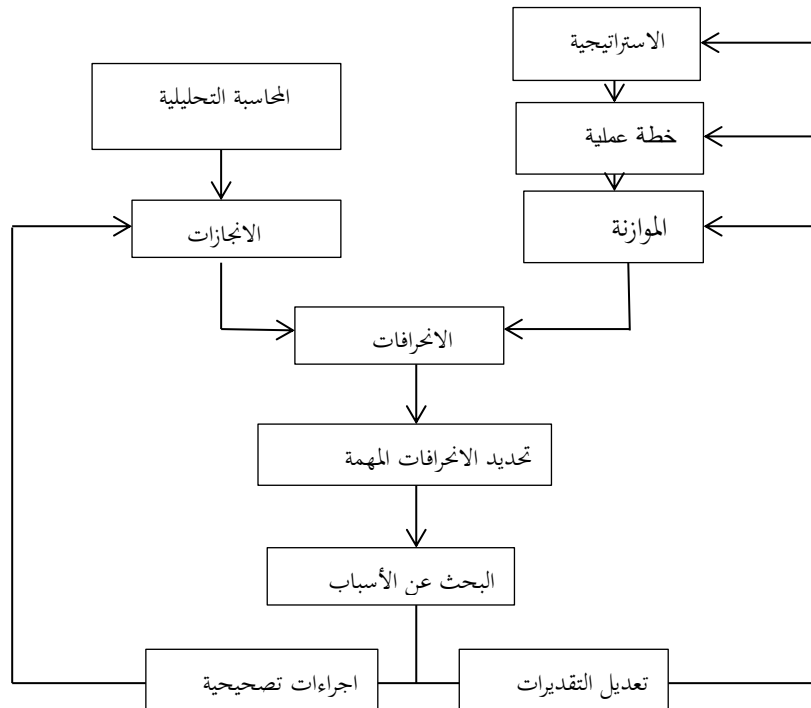 الاستراتيجية
المحاسبة التحليلية
خطة عملية
الموازنة
الانجازات
الانحرافات
تحديد الانحرافات المهمة
البحث عن الأسباب
تعديل التقديرات
اجراءات تصحيحية